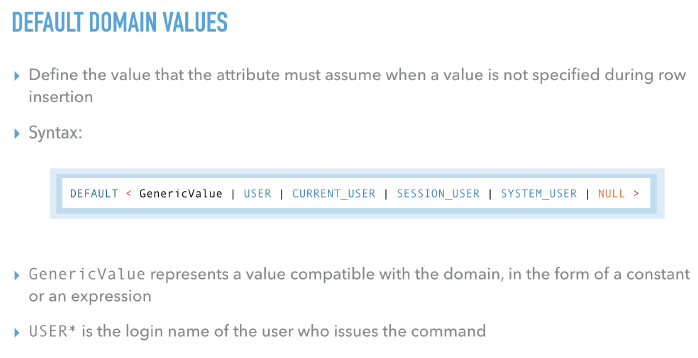 DEFAULT DOMAIN VALUES
Define the value that the attribute must assume when a value is not specified during row
insertion
Syntax:
DEFAULT < GenericValue | USER | CURRENT_USER | SESSION_USER | SYSTEM_USER | NULL >
GenericValue represents a value compatible with the domain, in the form of a constant
or an expression
USER* is the login name of the user who issues the command